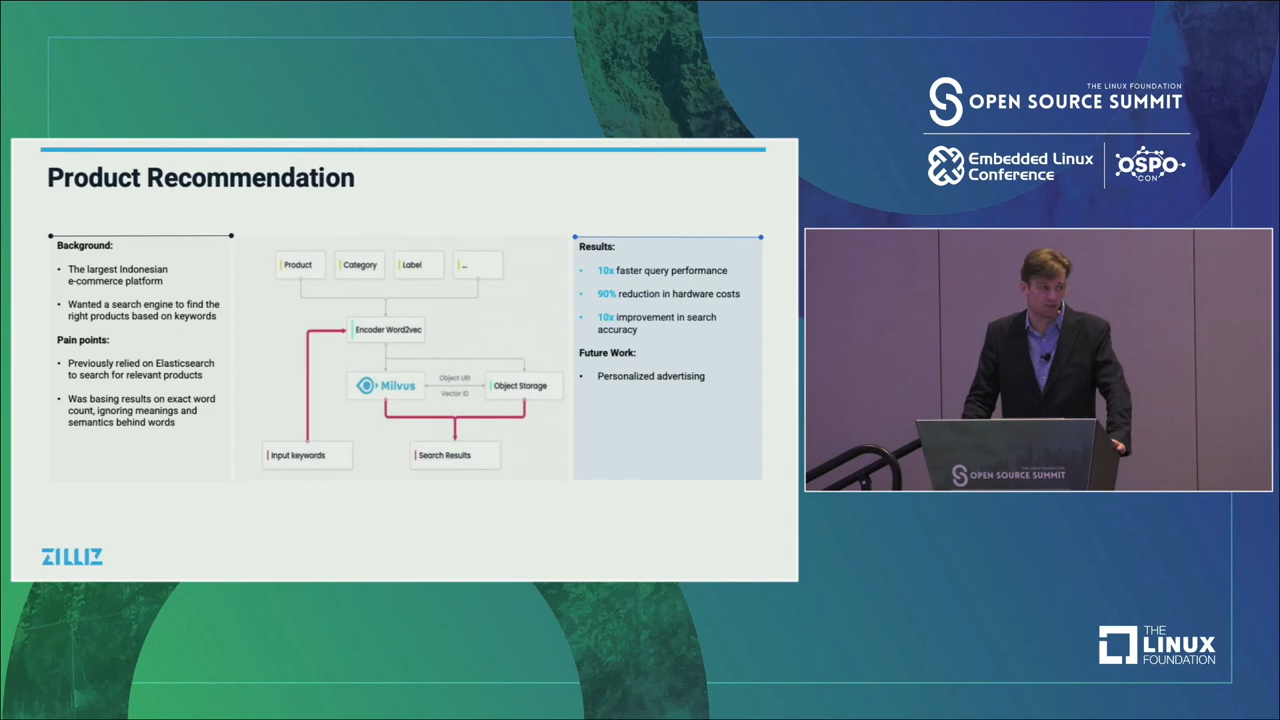 THE LINUX FOUNDATION
OPEN SOURCE SUMMIT
Embedded Linux
Conference
OSPO
CON
Product Recommendation
Background:
• The largest Indonesian
e-commerce platform
• Wanted a search engine to find the
right products based on keywords
Pain points:
• Previously relied on Elasticsearch
to search for relevant products
• Was basing results on exact word
count, ignoring meanings and
semantics behind words
Product
Category
Label
...
Encoder Word2vec
Milvus
Object URI
Vector ID
Object Storage
Input keywords
Search Results
Results:
• 10x faster query performance
• 90% reduction in hardware costs
• 10x improvement in search
accuracy
Future Work:
• Personalized advertising
ZILLIZ
THE LINUX FOUNDATION
OPEN SOURCE SUMMIT
THE
LINUX
FOUNDATION